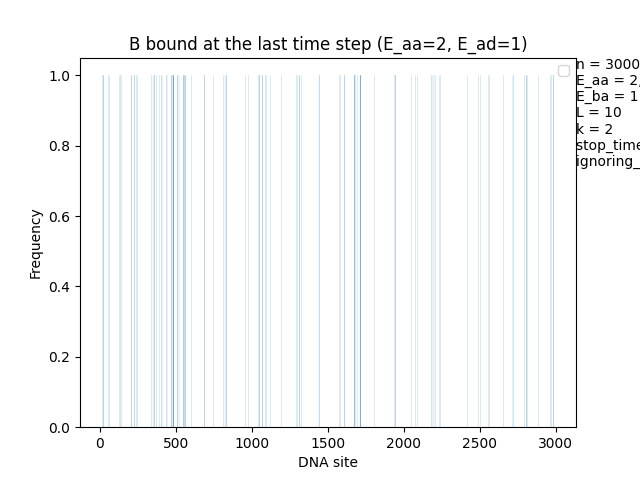 B bound at the last time step (E_aa=2, E_ad=1)
1.0
0.8
0.6
0.4
0.2
0.0
Frequency
0 500 1000 1500 2000 2500 3000
DNA site
n = 3000
E_aa = 2,
E_ba = 1
L = 10
k = 2
stop_time
ignoring_